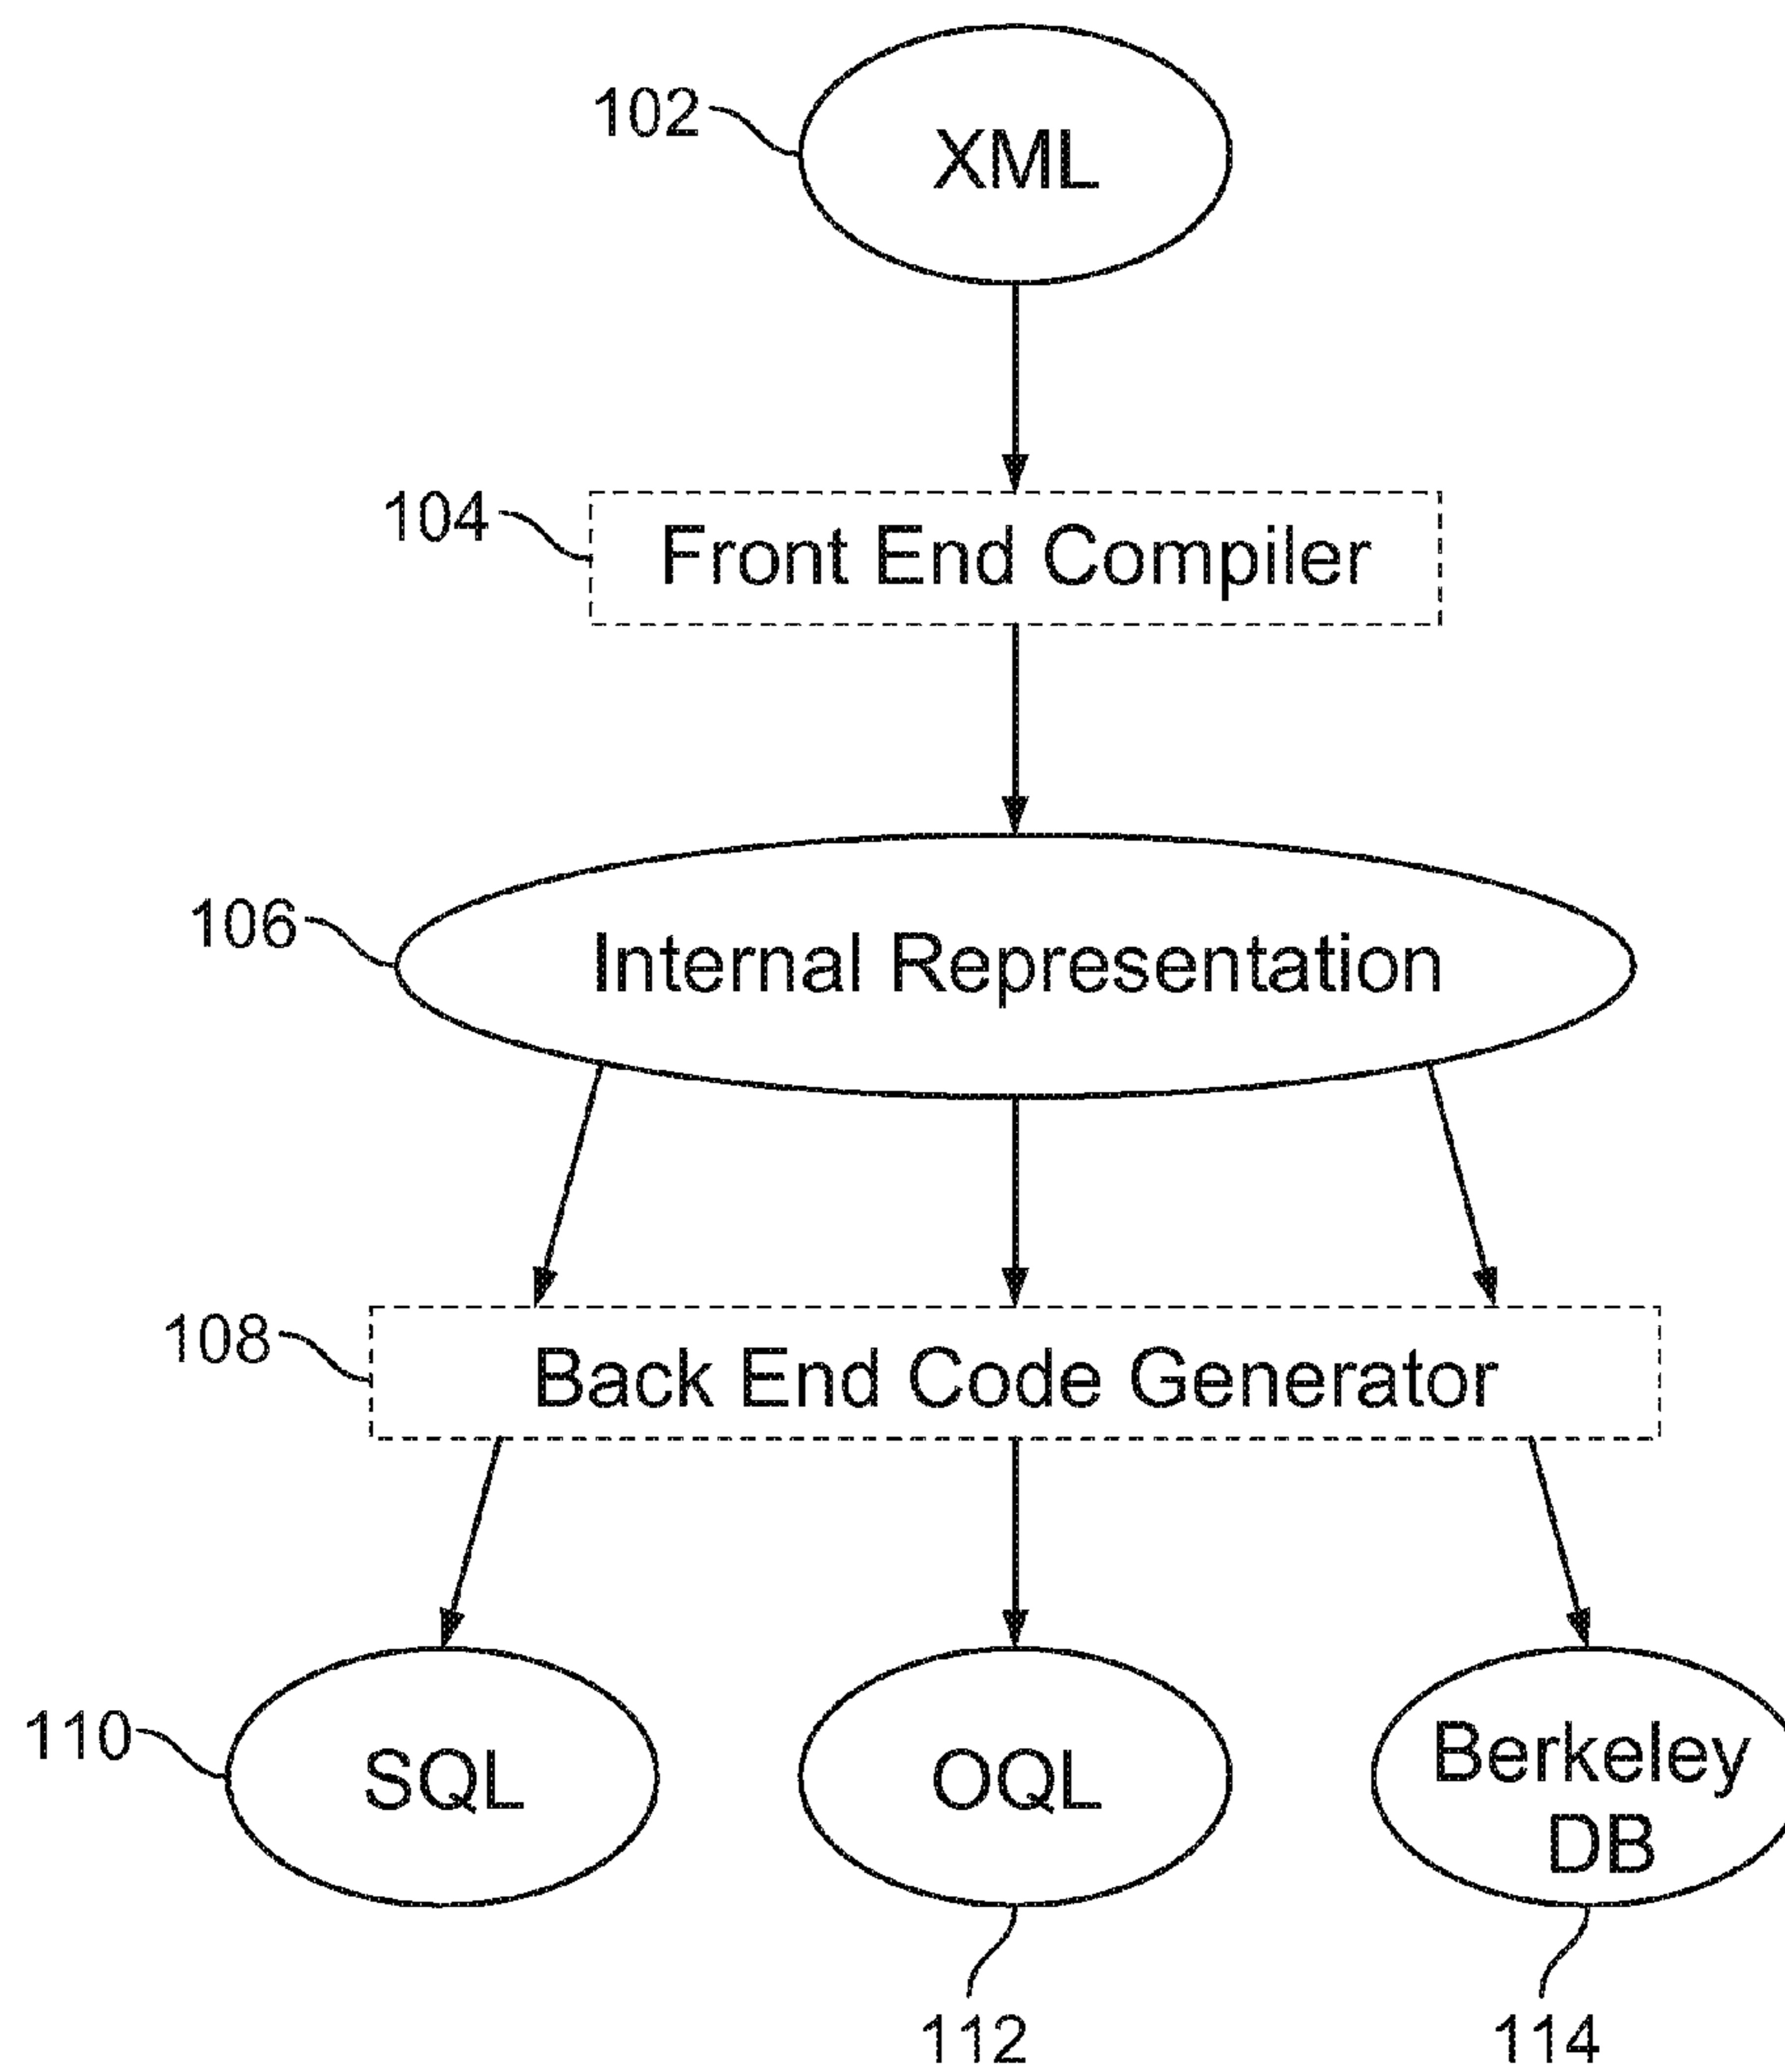 102
XML
104
Front End Compiler
106
Internal Representation
108
Back End Code Generator
110
SQL
OQL
Berkeley
DB
112
114